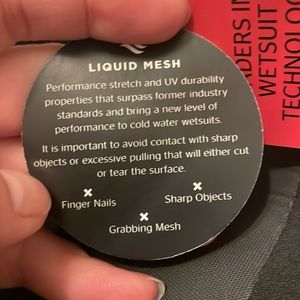 LIQUID MESH
Performance stretch and UV durability
properties that surpass former industry
standards and bring a new level of
performance to cold water wetsuits.
It is important to avoid contact with sharp
objects or excessive pulling that will either cut
or tear the surface.
Finger Nails
Sharp Objects
Grabbing Mesh
ADERS IN
WETSUIT
TECHNOLO